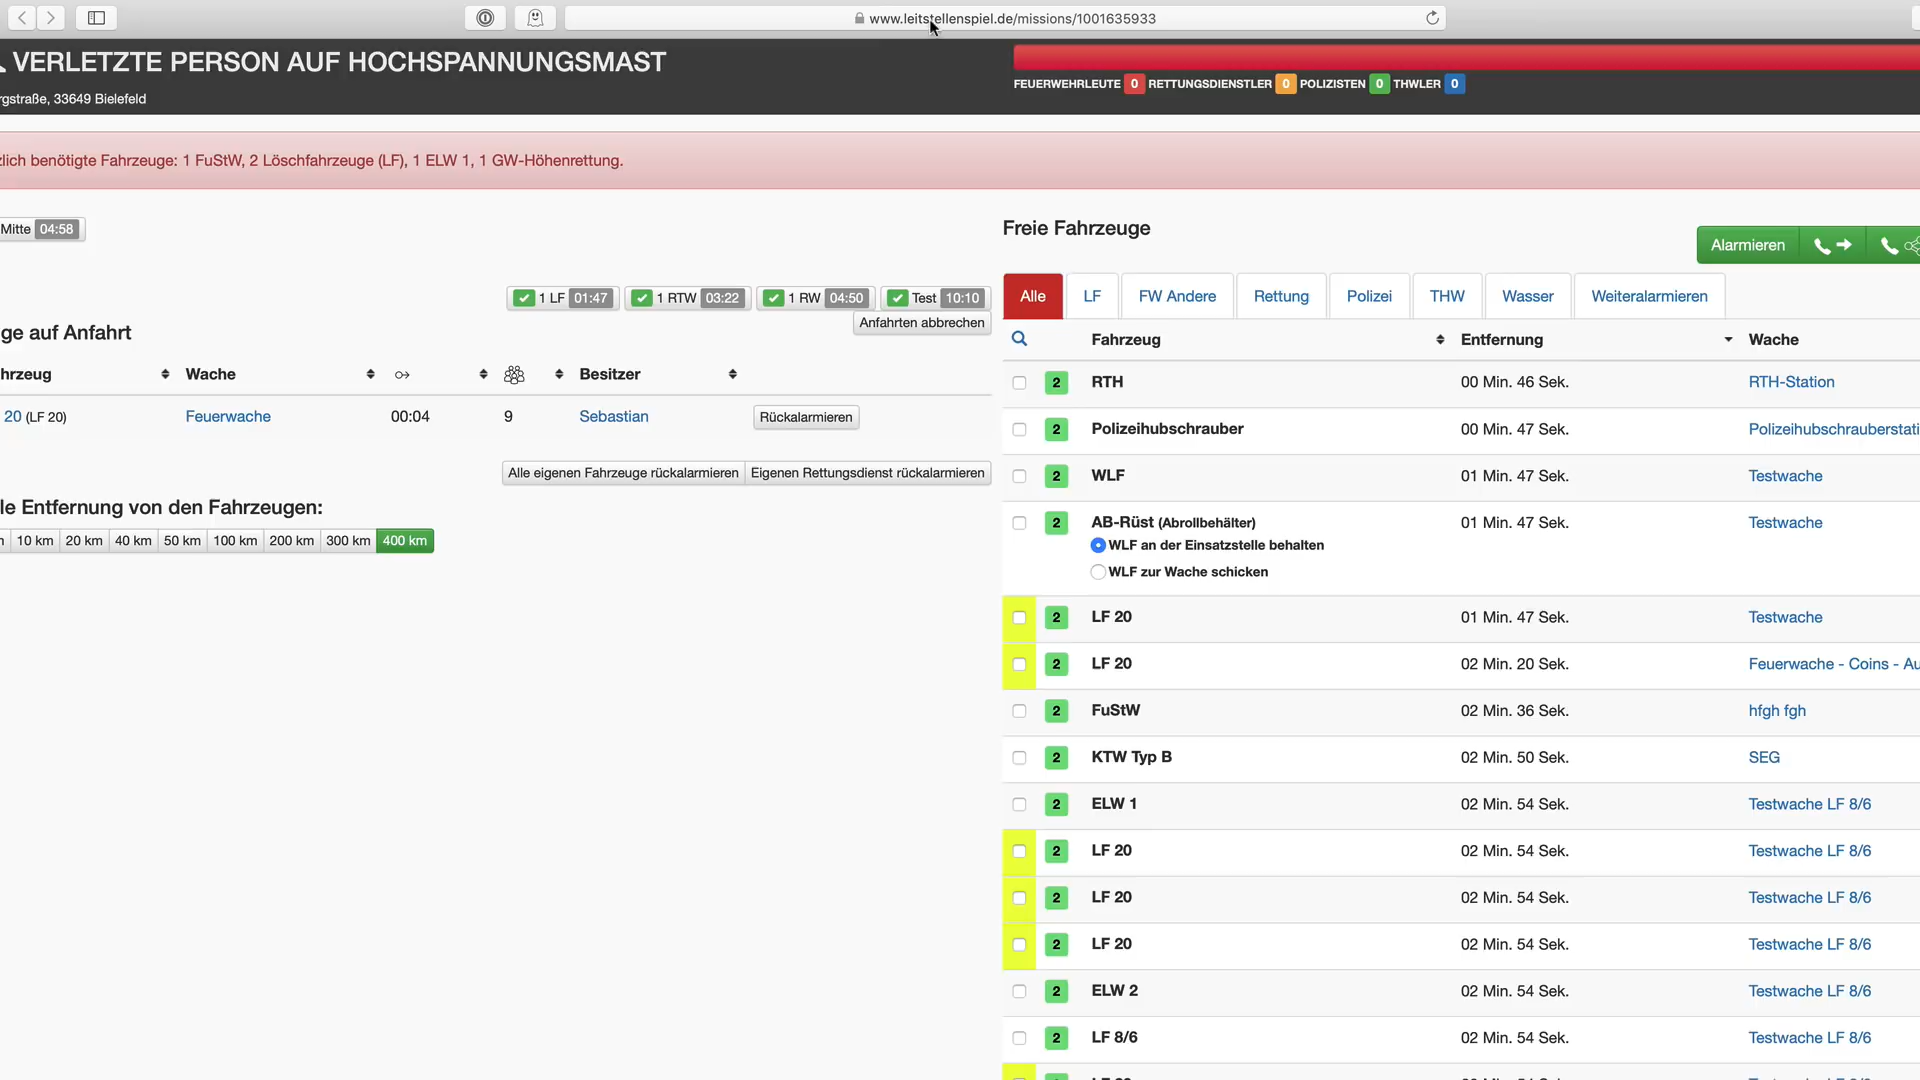 www.leitstellenspiel.de/missions/1001635933
VERLETZTE PERSON AUF HOCHSPANNUNGSMAST
rgstraße, 33649 Bielefeld
FEUERWEHRLEUTE 0 RETTUNGSDIENSTLER 0 POLIZISTEN 0 THWLER 0
zlich benötigte Fahrzeuge: 1 FuStW, 2 Löschfahrzeuge (LF), 1 ELW 1, 1 GW-Höhenrettung.
Mitte 04:58
1 LF 01:47 1 RTW 03:22 1 RW 04:50 Test 10:10
Anfahrten abbrechen
ge auf Anfahrt
hrzeug Wache Besitzer
20 (LF 20) Feuerwache 00:04 9 Sebastian Rückalarmieren
Alle eigenen Fahrzeuge rückalarmieren Eigenen Rettungsdienst rückalarmieren
le Entfernung von den Fahrzeugen:
10 km 20 km 40 km 50 km 100 km 200 km 300 km 400 km
Freie Fahrzeuge
Alarmieren
Alle LF FW Andere Rettung Polizei THW Wasser Weiteralarmieren
Fahrzeug Entfernung Wache
2 RTH 00 Min. 46 Sek. RTH-Station
2 Polizeihubschrauber 00 Min. 47 Sek. Polizeihubschrauberstati
2 WLF 01 Min. 47 Sek. Testwache
2 AB-Rüst (Abrollbehälter) 01 Min. 47 Sek. Testwache
WLF an der Einsatzstelle behalten
WLF zur Wache schicken
2 LF 20 01 Min. 47 Sek. Testwache
2 LF 20 02 Min. 20 Sek. Feuerwache - Coins - Au
2 FuStW 02 Min. 36 Sek. hfgh fgh
2 KTW Typ B 02 Min. 50 Sek. SEG
2 ELW 1 02 Min. 54 Sek. Testwache LF 8/6
2 LF 20 02 Min. 54 Sek. Testwache LF 8/6
2 LF 20 02 Min. 54 Sek. Testwache LF 8/6
2 LF 20 02 Min. 54 Sek. Testwache LF 8/6
2 ELW 2 02 Min. 54 Sek. Testwache LF 8/6
2 LF 8/6 02 Min. 54 Sek. Testwache LF 8/6